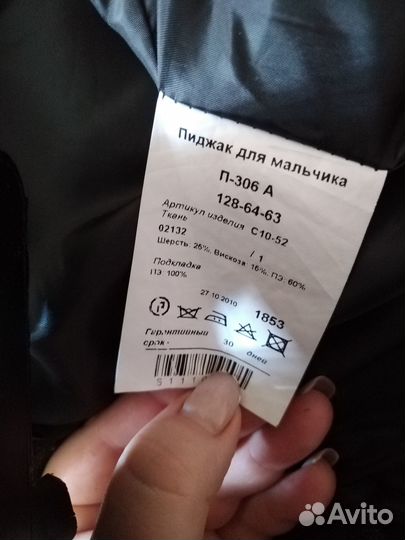 Пиджак для мальчика
П-306 А
128-64-63
Артикул изделия С10-52
Ткань
02132 / 1
Шерсть: 25%, Вискоза: 15%, ПЭ: 60%
Подкладка
ПЭ: 100%
27.10.2010 1853
Гарантийный
срок: 30 дней
Avito